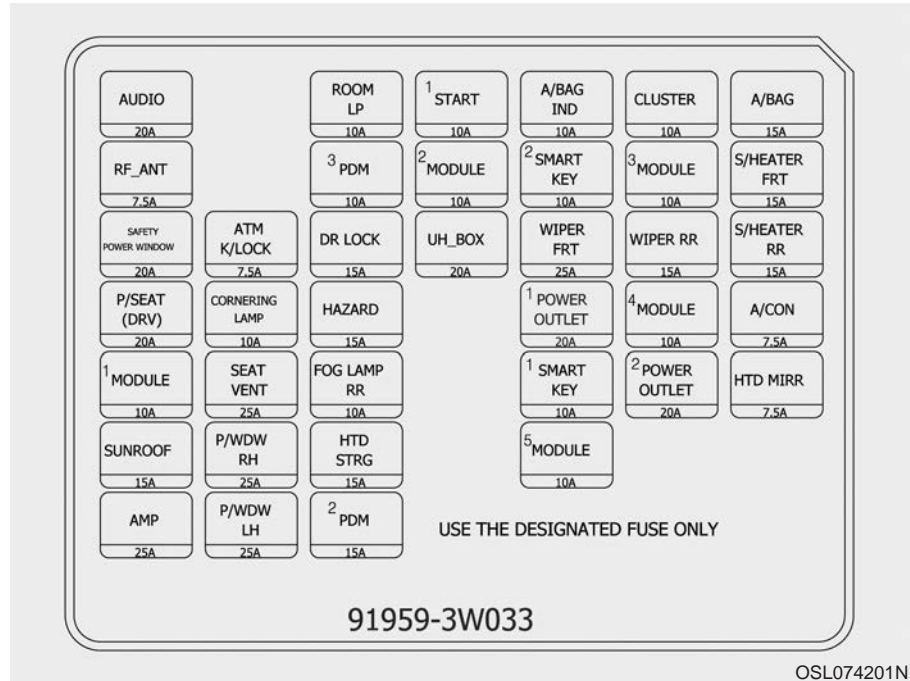 AUDIO
20A
ROOM
LP
10A
1 START
10A
A/BAG
IND
10A
CLUSTER
10A
A/BAG
15A
RF_ANT
7.5A
3 PDM
10A
2 MODULE
10A
2 SMART
KEY
10A
3 MODULE
10A
S/HEATER
FRT
15A
SAFETY
POWER WINDOW
20A
ATM
K/LOCK
7.5A
DR LOCK
15A
UH_BOX
20A
WIPER
FRT
25A
WIPER RR
15A
S/HEATER
RR
15A
P/SEAT
(DRV)
20A
CORNERING
LAMP
10A
HAZARD
15A
1 POWER
OUTLET
20A
4 MODULE
10A
A/CON
7.5A
1 MODULE
10A
SEAT
VENT
25A
FOG LAMP
RR
10A
1 SMART
KEY
10A
2 POWER
OUTLET
20A
HTD MIRR
7.5A
SUNROOF
15A
P/WDW
RH
25A
HTD
STRG
15A
5 MODULE
10A
AMP
25A
P/WDW
LH
25A
2 PDM
15A
USE THE DESIGNATED FUSE ONLY
91959-3W033
OSL074201N